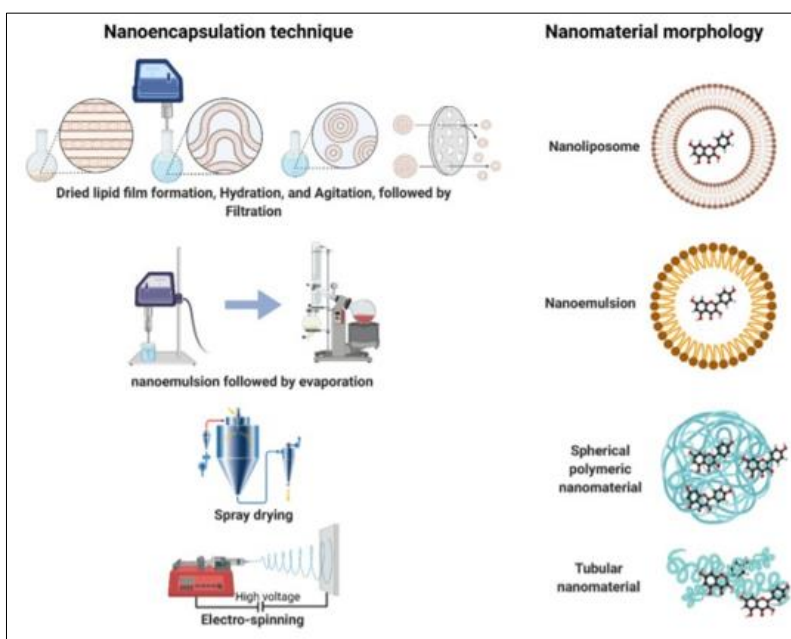 Nanoencapsulation technique
Nanomaterial morphology
Dried lipid film formation, Hydration, and Agitation, followed by
Filtration
Nanoliposome
nanoemulsion followed by evaporation
Nanoemulsion
Spray drying
Spherical
polymeric
nanomaterial
High voltage
Electro-spinning
Tubular
nanomaterial